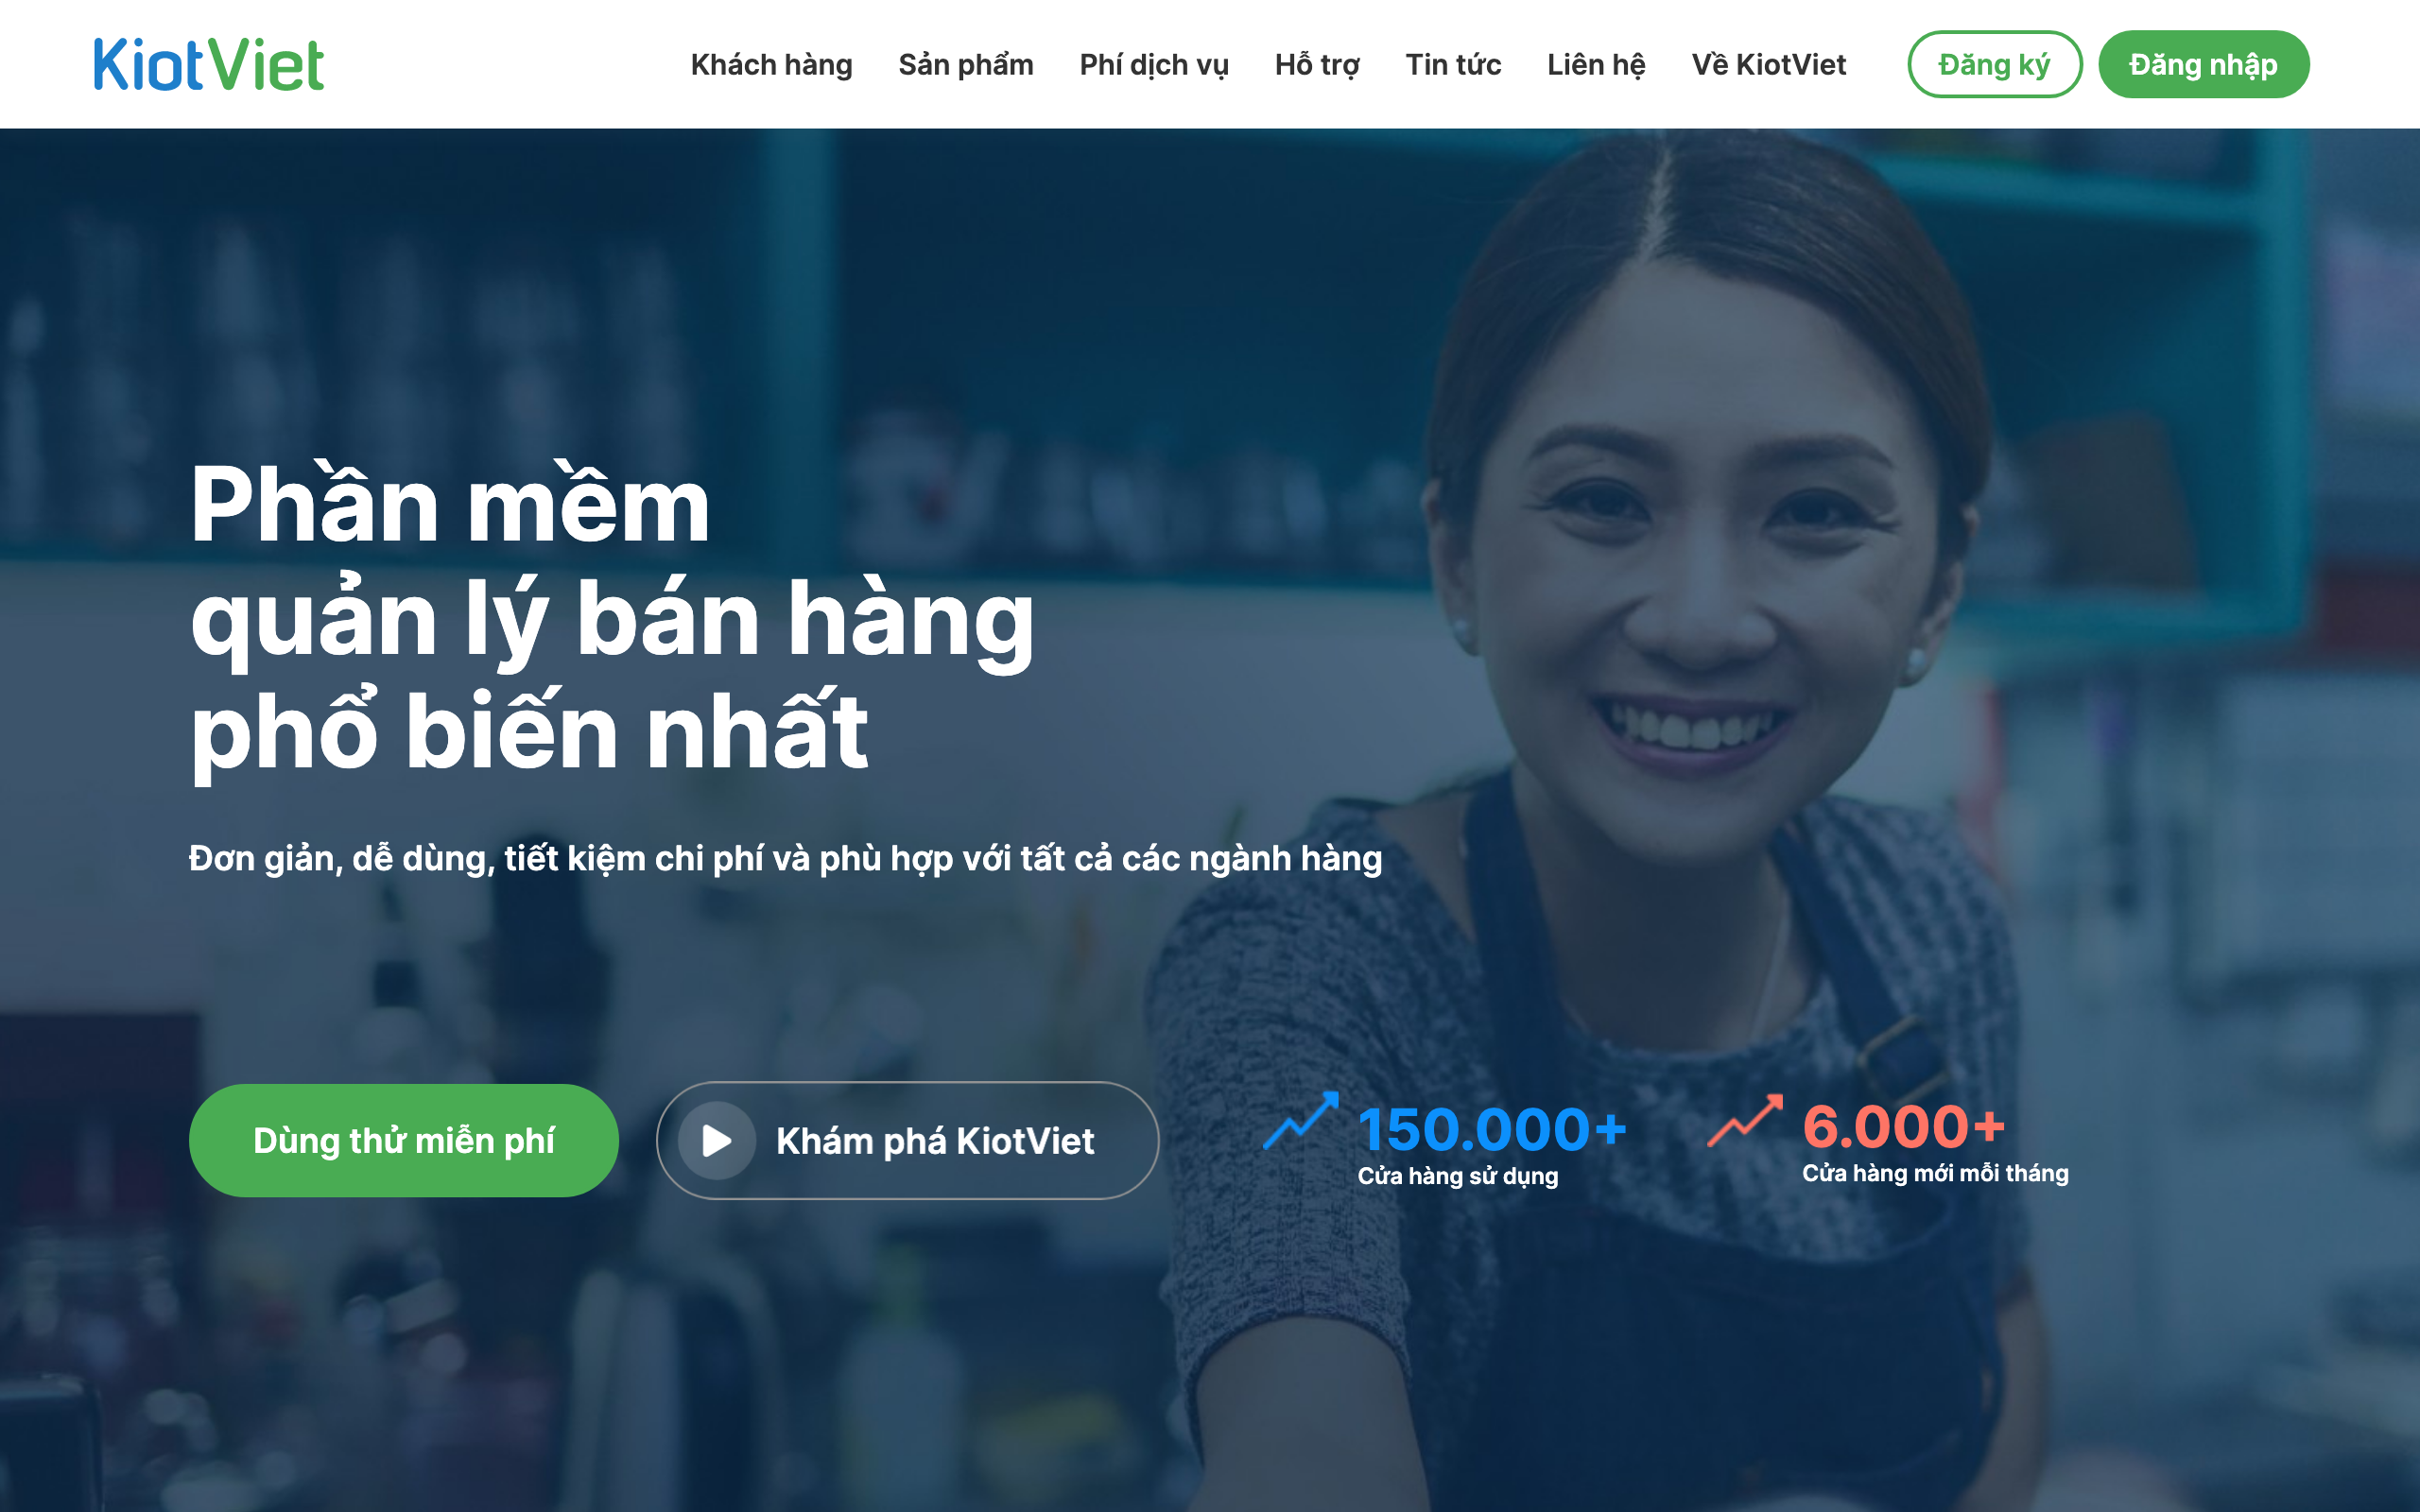 KiotViet
Khách hàng
Sản phẩm
Phí dịch vụ
Hỗ trợ
Tin tức
Liên hệ
Về KiotViet
Đăng ký
Đăng nhập
Phần mềm
quản lý bán hàng
phổ biến nhất
Đơn giản, dễ dùng, tiết kiệm chi phí và phù hợp với tất cả các ngành hàng
Dùng thử miễn phí
Khám phá KiotViet
150.000+
Cửa hàng sử dụng
6.000+
Cửa hàng mới mỗi tháng